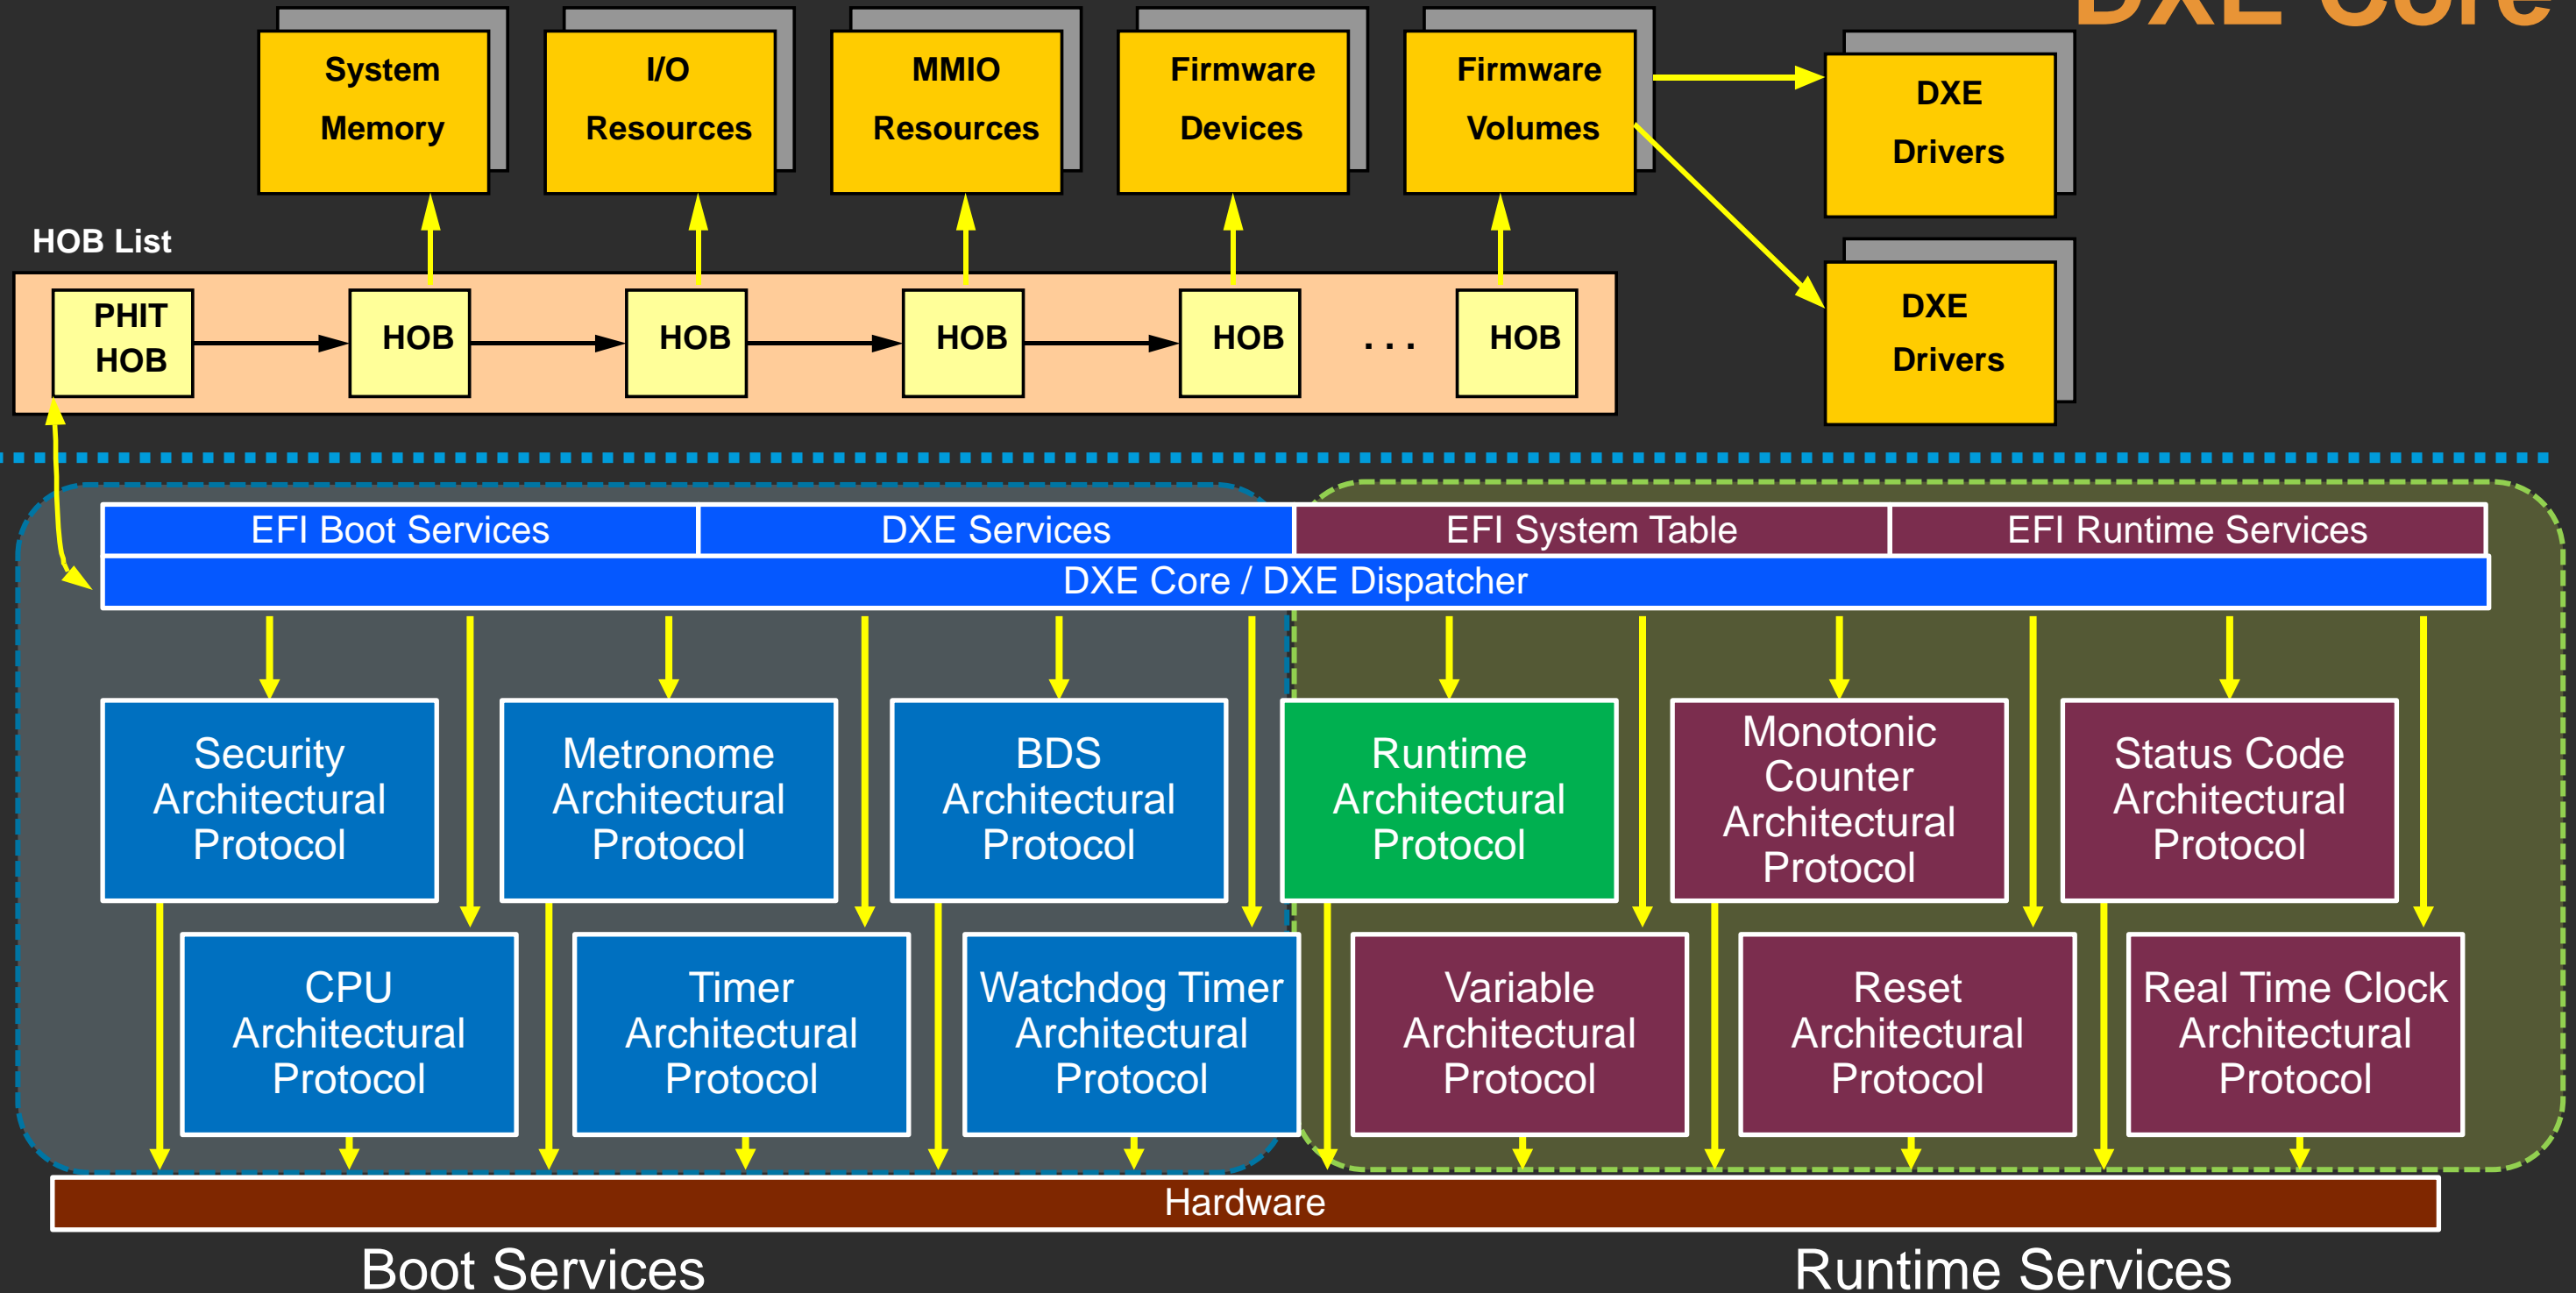 DXE Core
System
Memory
I/O
Resources
MMIO
Resources
Firmware
Devices
Firmware
Volumes
DXE
Drivers
DXE
Drivers
HOB List
PHIT
HOB
HOB
HOB
HOB
HOB
. . .
HOB
EFI Boot Services
DXE Services
EFI System Table
EFI Runtime Services
DXE Core / DXE Dispatcher
Security
Architectural
Protocol
Metronome
Architectural
Protocol
BDS
Architectural
Protocol
Runtime
Architectural
Protocol
Monotonic
Counter
Architectural
Protocol
Status Code
Architectural
Protocol
CPU
Architectural
Protocol
Timer
Architectural
Protocol
Watchdog Timer
Architectural
Protocol
Variable
Architectural
Protocol
Reset
Architectural
Protocol
Real Time Clock
Architectural
Protocol
Hardware
Boot Services
Runtime Services